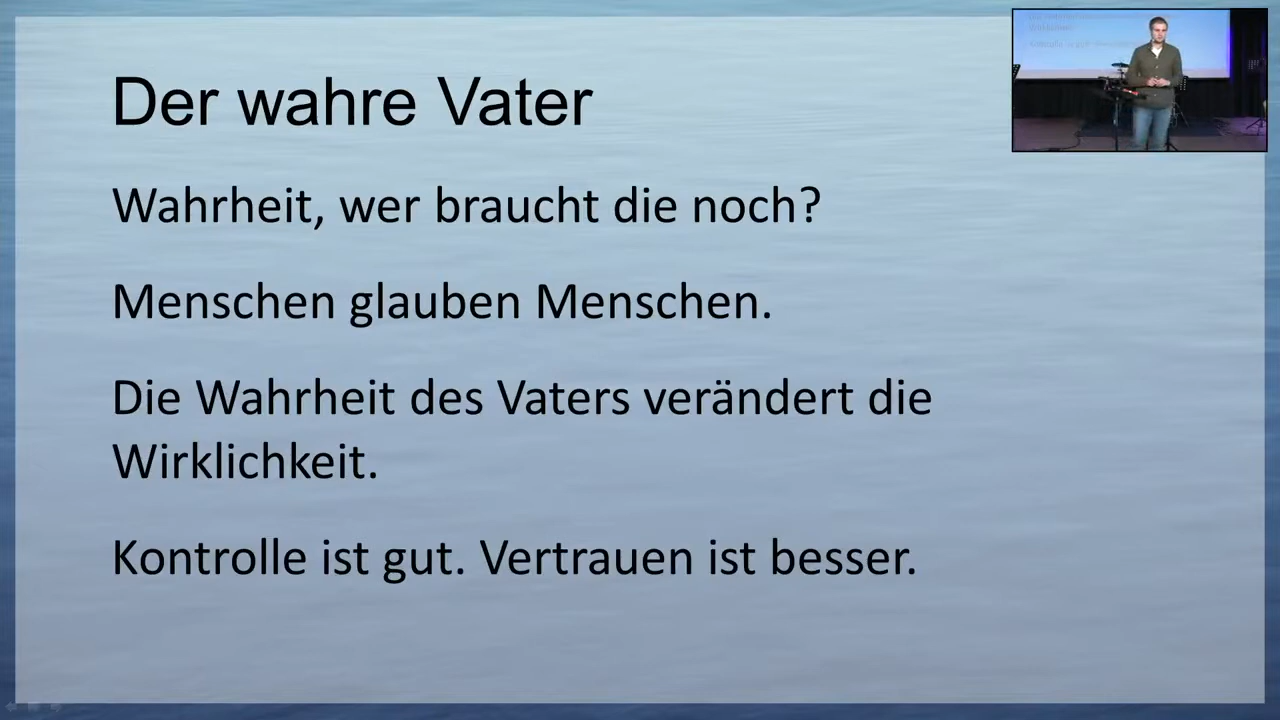 Der wahre Vater
Wahrheit, wer braucht die noch?
Menschen glauben Menschen.
Die Wahrheit des Vaters verändert die
Wirklichkeit.
Kontrolle ist gut. Vertrauen ist besser.